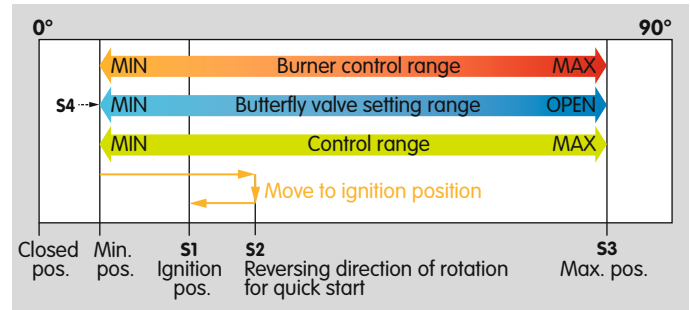 0° 90°
MIN Burner control range MAX
S4 MIN Butterfly valve setting range OPEN
MIN Control range MAX
Move to ignition position
Closed pos.
Min. pos.
S1
Ignition pos.
S2
Reversing direction of rotation
for quick start
S3
Max. pos.